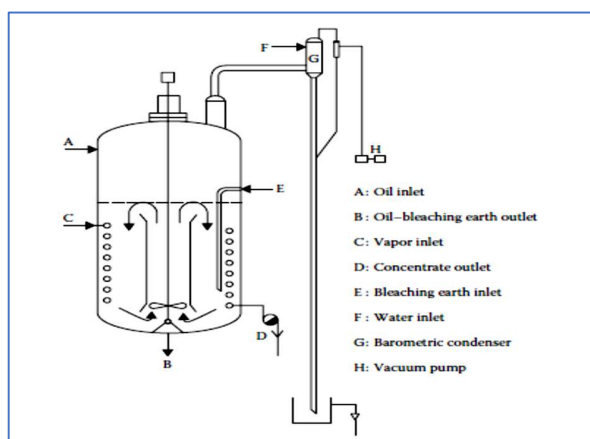 F
G
A
H
E
C
D
B
A: Oil inlet
B: Oil–bleaching earth outlet
C: Vapor inlet
D: Concentrate outlet
E: Bleaching earth inlet
F: Water inlet
G: Barometric condenser
H: Vacuum pump